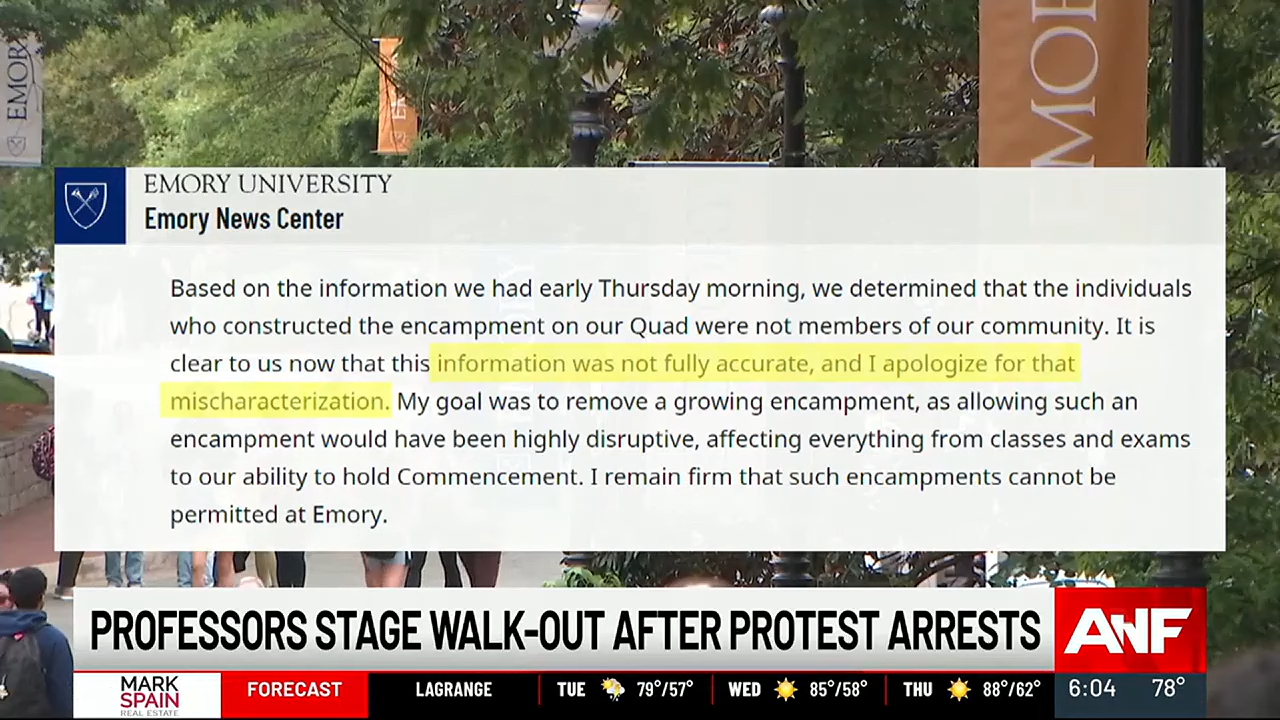 EMOR
EMOR
EMORY UNIVERSITY
Emory News Center
Based on the information we had early Thursday morning, we determined that the individuals
who constructed the encampment on our Quad were not members of our community. It is
clear to us now that this information was not fully accurate, and I apologize for that
mischaracterization. My goal was to remove a growing encampment, as allowing such an
encampment would have been highly disruptive, affecting everything from classes and exams
to our ability to hold Commencement. I remain firm that such encampments cannot be
permitted at Emory.
PROFESSORS STAGE WALK-OUT AFTER PROTEST ARRESTS
ANF
MARK
SPAIN
REAL ESTATE
FORECAST
LAGRANGE
TUE 79°/57°
WED 85°/58°
THU 88°/62°
6:04 78°